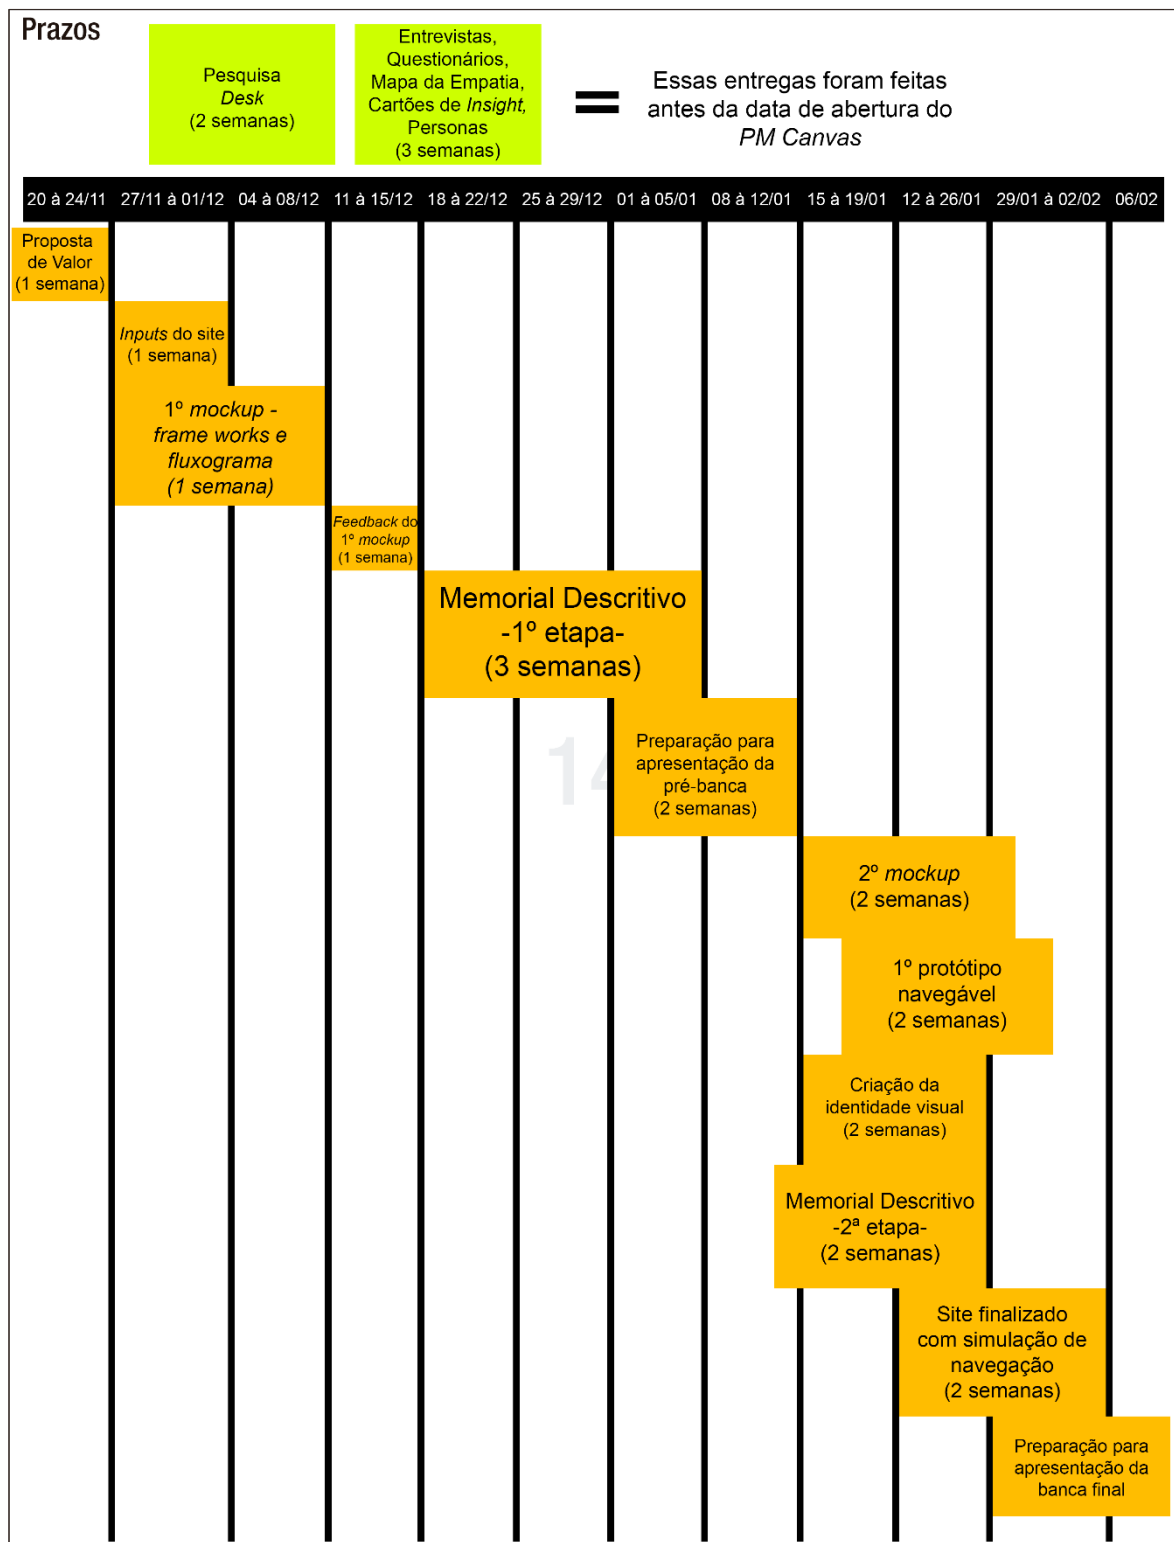 Prazos
Pesquisa
Desk
(2 semanas)
Entrevistas,
Questionários,
Mapa da Empatia,
Cartões de Insight,
Personas
(3 semanas)
=
Essas entregas foram feitas
antes da data de abertura do
PM Canvas
20 à 24/11 27/11 à 01/12 04 à 08/12 11 à 15/12 18 à 22/12 25 à 29/12 01 à 05/01 08 à 12/01 15 à 19/01 12 à 26/01 29/01 à 02/02 06/02
Proposta
de Valor
(1 semana)
Inputs do site
(1 semana)
1º mockup -
frame works e
fluxograma
(1 semana)
Feedback do
1º mockup
(1 semana)
Memorial Descritivo
-1º etapa-
(3 semanas)
14
Preparação para
apresentação da
pré-banca
(2 semanas)
2º mockup
(2 semanas)
1º protótipo
navegável
(2 semanas)
Criação da
identidade visual
(2 semanas)
Memorial Descritivo
-2ª etapa-
(2 semanas)
Site finalizado
com simulação de
navegação
(2 semanas)
Preparação para
apresentação da
banca final